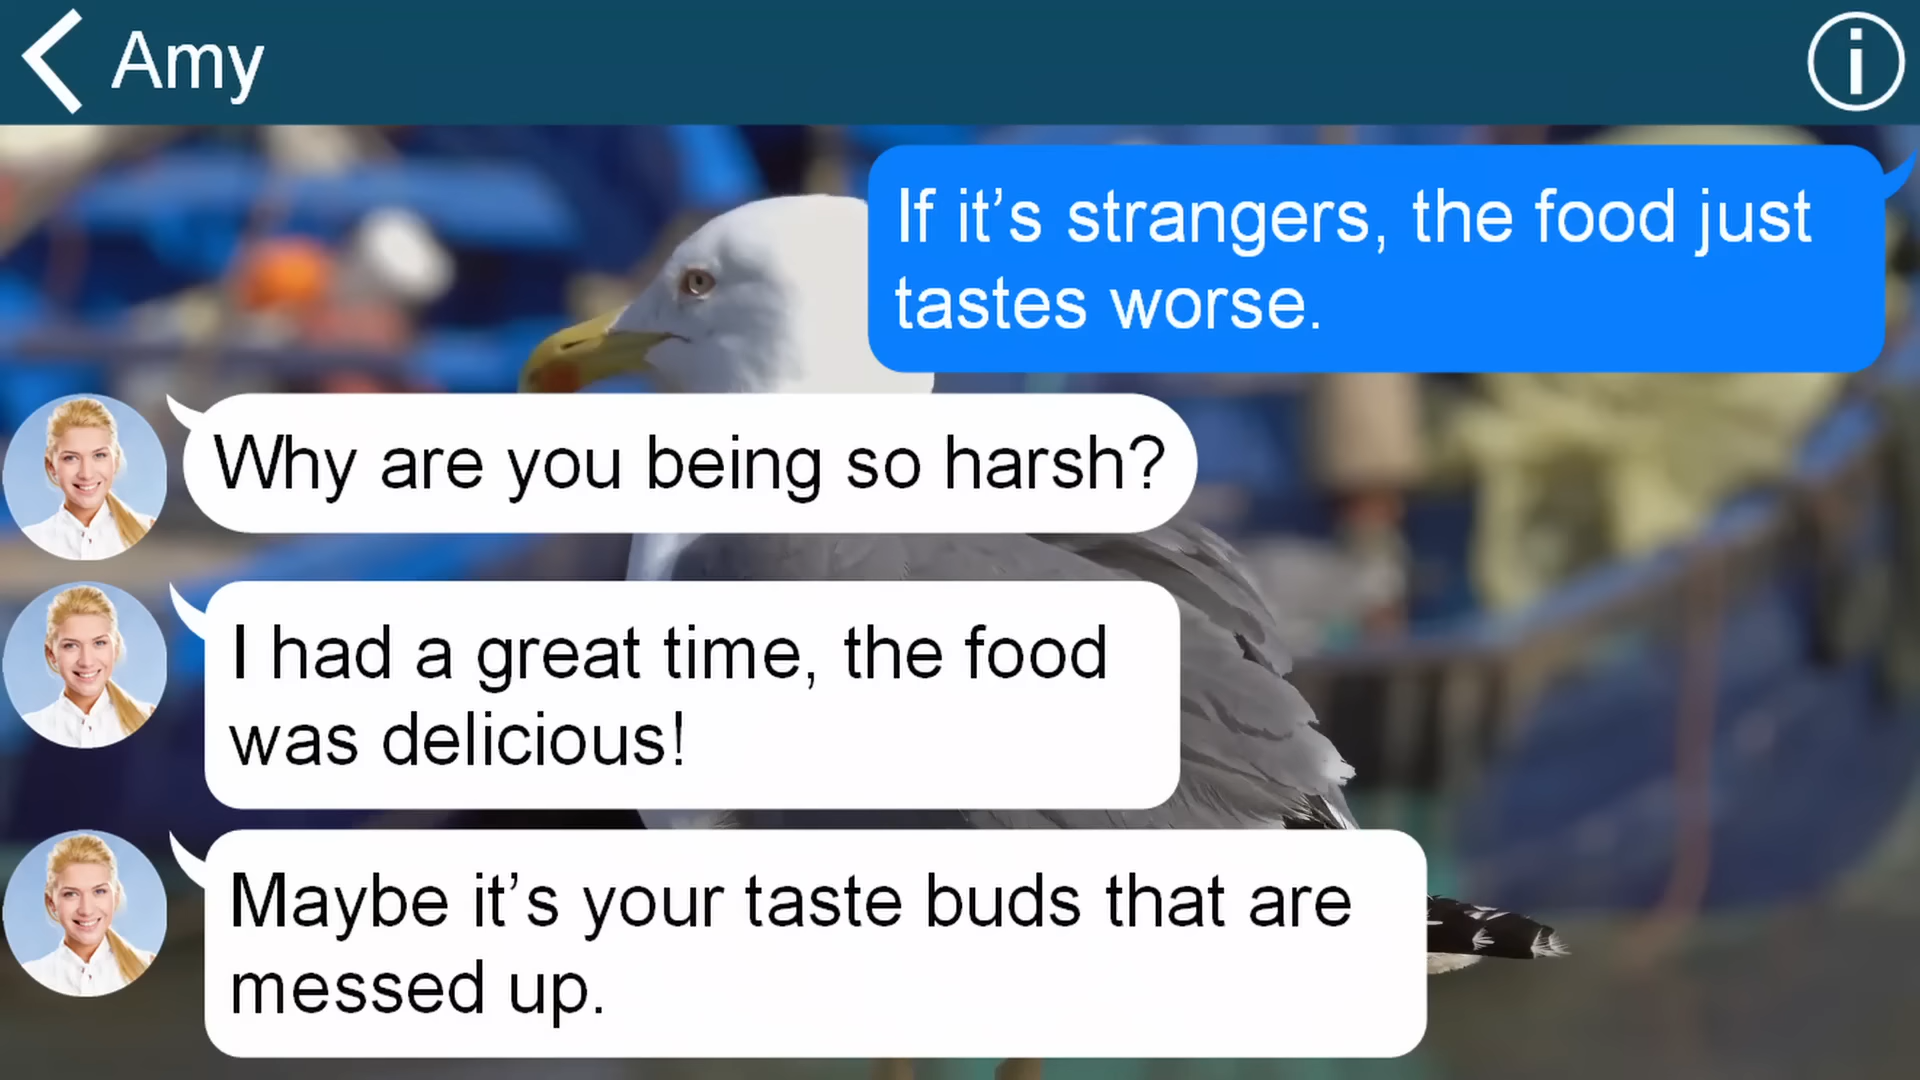 Amy
If it’s strangers, the food just
tastes worse.
Why are you being so harsh?
I had a great time, the food
was delicious!
Maybe it’s your taste buds that are
messed up.